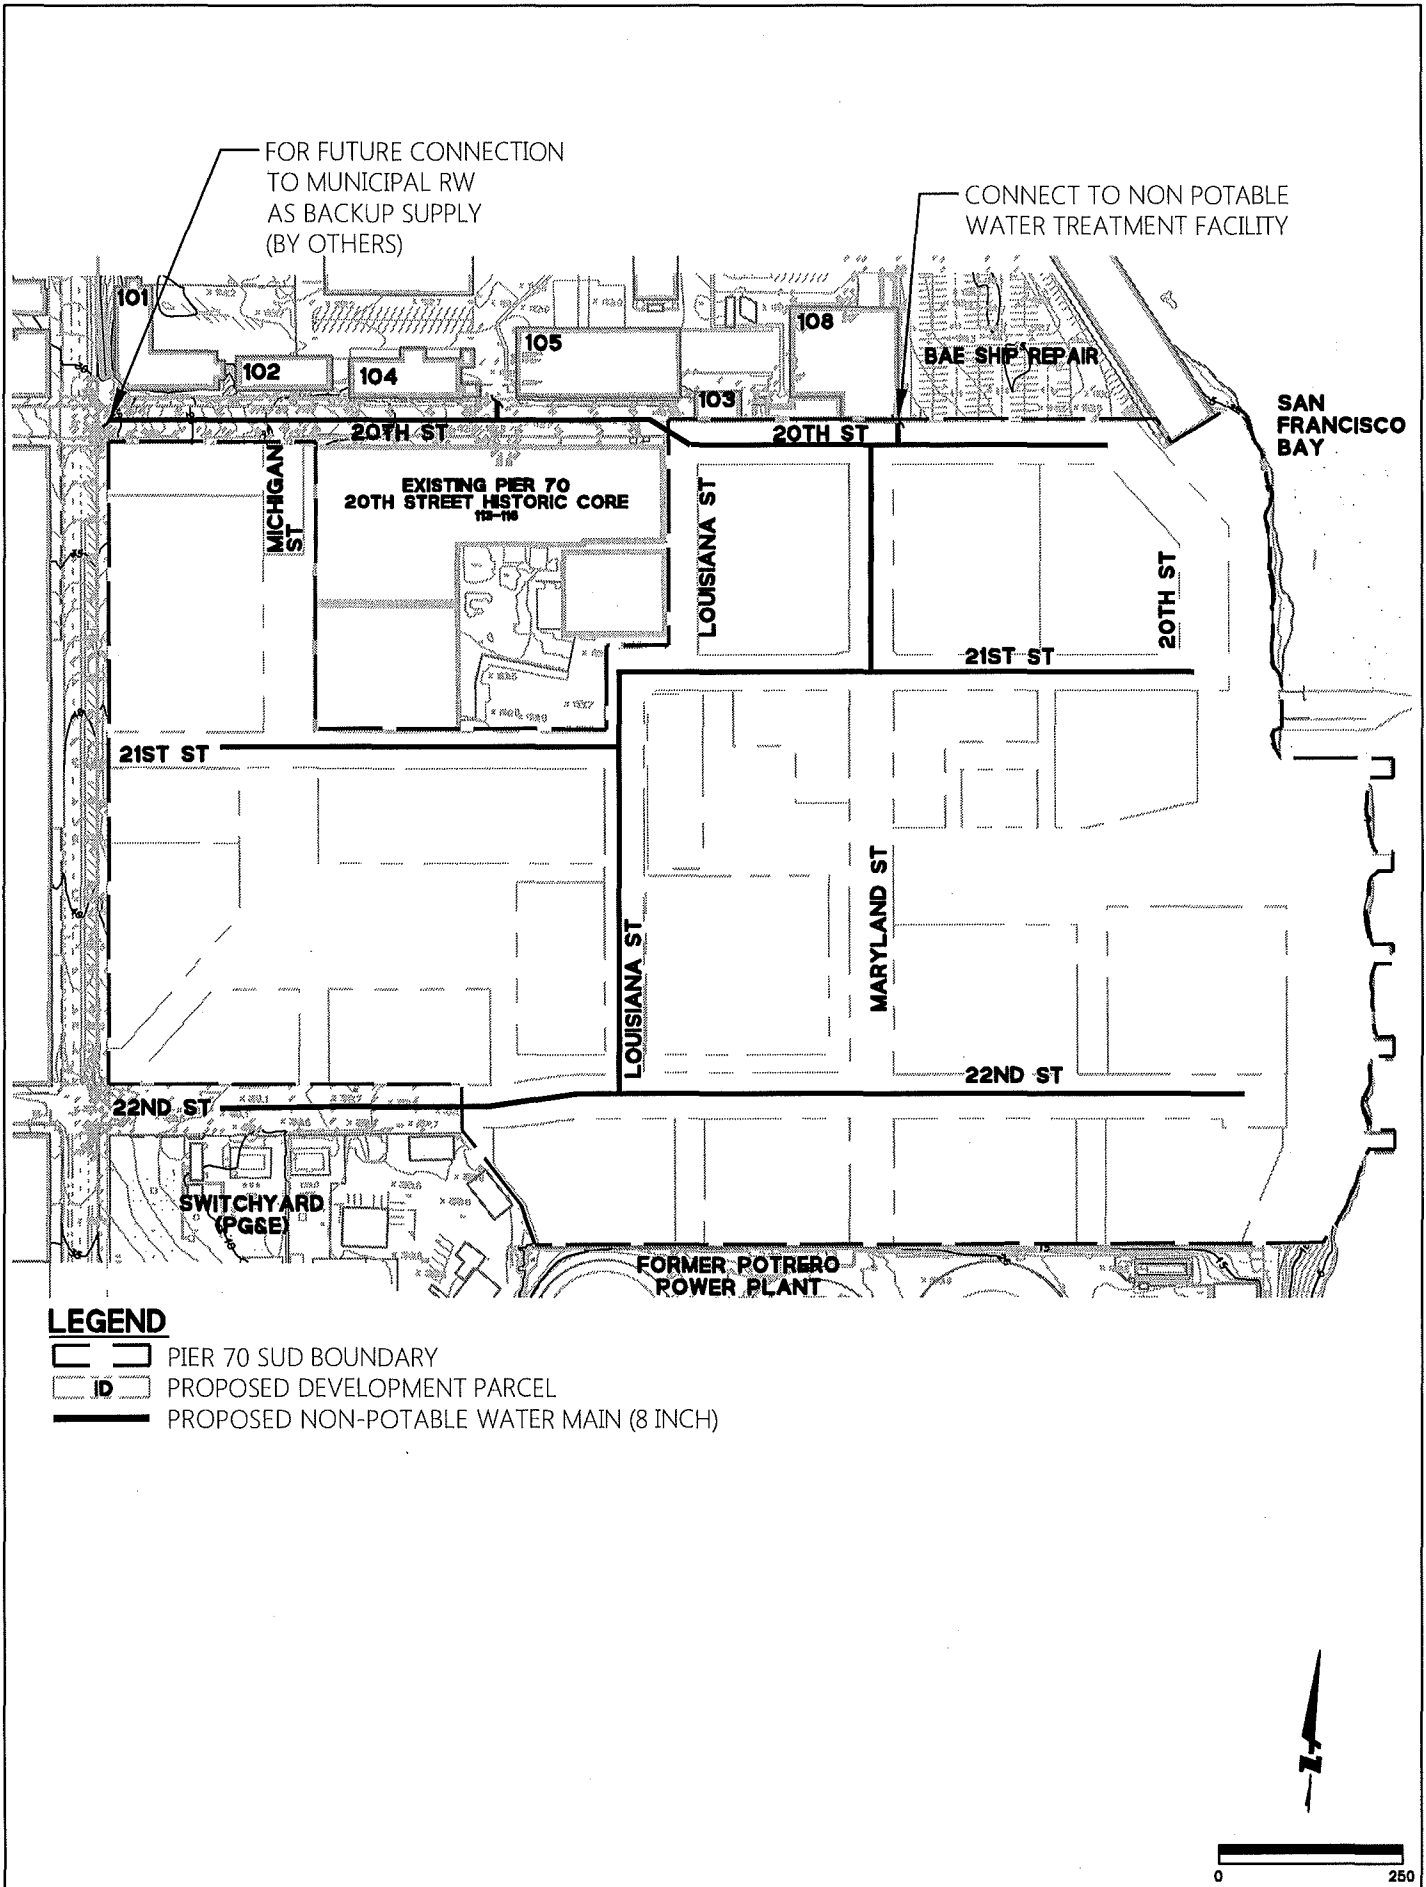 FOR FUTURE CONNECTION
TO MUNICIPAL RW
AS BACKUP SUPPLY
(BY OTHERS)
CONNECT TO NON POTABLE
WATER TREATMENT FACILITY
101
102
104
105
103
108
BAE SHIP REPAIR
SAN
FRANCISCO
BAY
20TH ST
20TH ST
MICHIGAN
ST
EXISTING PIER 70
20TH STREET HISTORIC CORE
113-116
LOUISIANA ST
20TH ST
21ST ST
21ST ST
LOUISIANA ST
MARYLAND ST
22ND ST
22ND ST
SWITCHYARD
(PG&E)
FORMER POTRERO
POWER PLANT
LEGEND
PIER 70 SUD BOUNDARY
ID
PROPOSED DEVELOPMENT PARCEL
PROPOSED NON-POTABLE WATER MAIN (8 INCH)
0
250